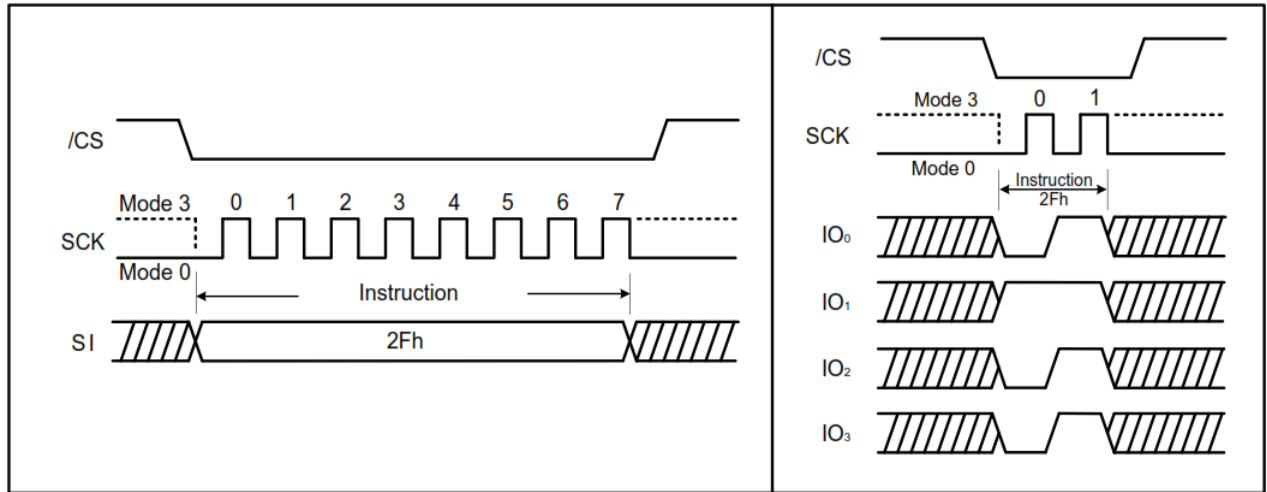 /CS
Mode 3 0 1 2 3 4 5 6 7
SCK
Mode 0
Instruction
SI 2Fh
/CS
Mode 3 0 1
SCK
Mode 0
Instruction
2Fh
IO₀
IO₁
IO₂
IO₃